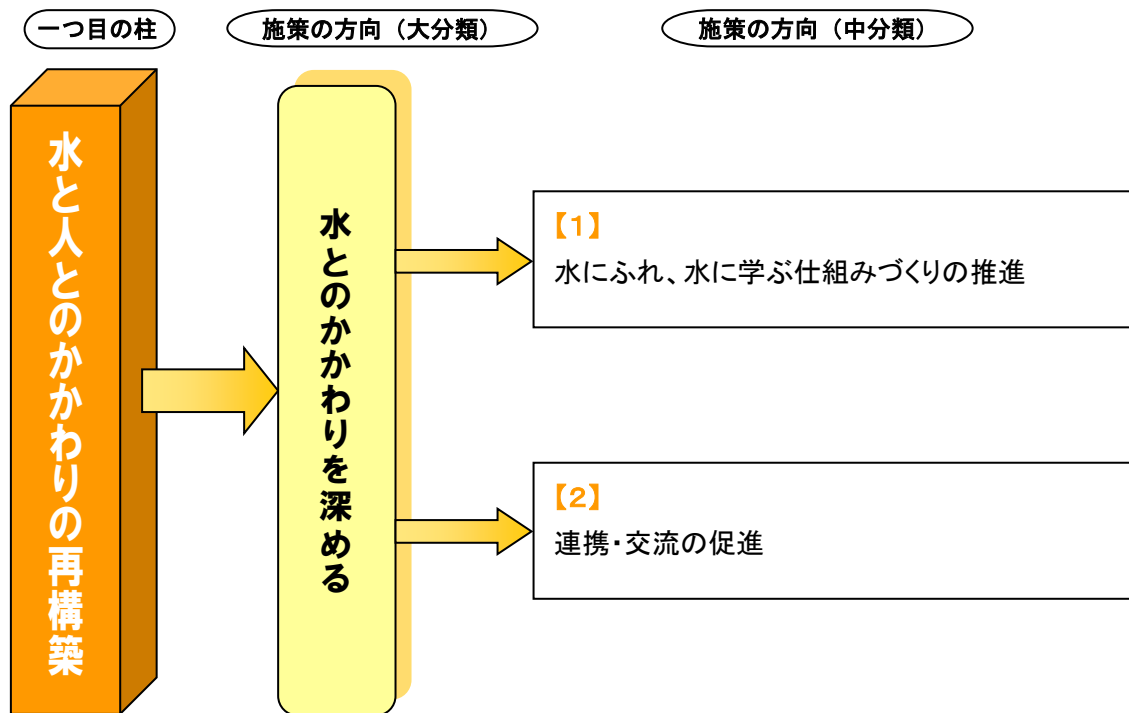 一つ目の柱
施策の方向（大分類）
施策の方向（中分類）
水と人とのかかわりの再構築
水とのかかわりを深める
【1】
水にふれ、水に学ぶ仕組みづくりの推進
【2】
連携・交流の促進